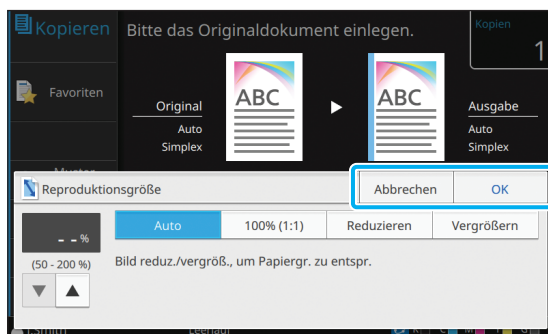 Kopieren
Bitte das Originaldokument einlegen.
Kopien
1
Favoriten
ABC
ABC
Original
Auto
Simplex
Ausgabe
Auto
Simplex
Reproduktionsgröße
Abbrechen
OK
- - %
(50 - 200 %)
Auto
100% (1:1)
Reduzieren
Vergrößern
Bild reduz./vergröß., um Papiergr. zu entspr.